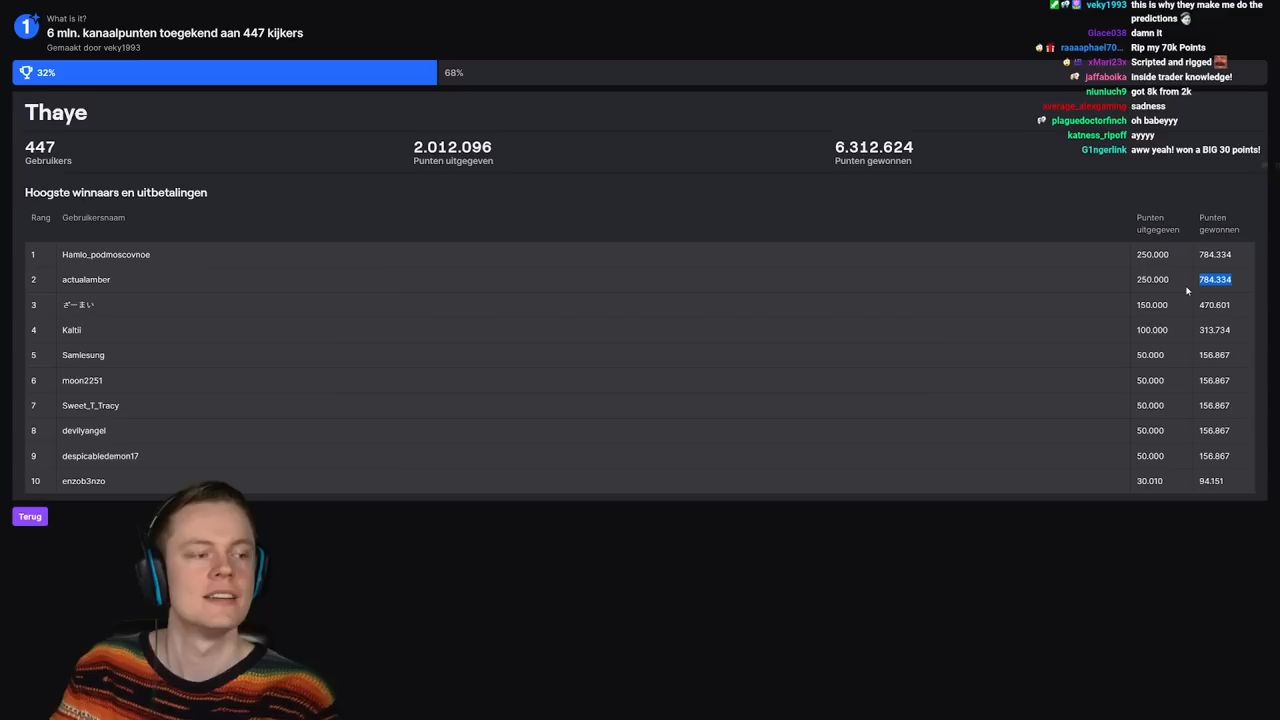 What is it?
6 mln. kanaalpunten toegekend aan 447 kijkers
Gemaakt door veky1993
1
32%
68%
Thaye
447
Gebruikers
2.012.096
Punten uitgegeven
6.312.624
Punten gewonnen
Hoogste winnaars en uitbetalingen
Rang Gebruikersnaam Punten uitgegeven Punten gewonnen
1 Hamlo_podmoscovnoe 250.000 784.334
2 actualamber 250.000 784.334
3 ざーまい 150.000 470.601
4 Kaltii 100.000 313.734
5 Samlesung 50.000 156.867
6 moon2251 50.000 156.867
7 Sweet_T_Tracy 50.000 156.867
8 devilyangel 50.000 156.867
9 despicabledemon17 50.000 156.867
10 enzob3nzo 30.010 94.151
Terug
veky1993 this is why they make me do the
predictions
Glace038 damn it
raaaaphael70... Rip my 70k Points
xMari23x Scripted and rigged
jaffaboika Inside trader knowledge!
niuniuch9 got 8k from 2k
average_alexgaming sadness
plaguedoctorfinch oh babeyyy
katness_ripoff ayyyy
G1ngerlink aww yeah! won a BIG 30 points!